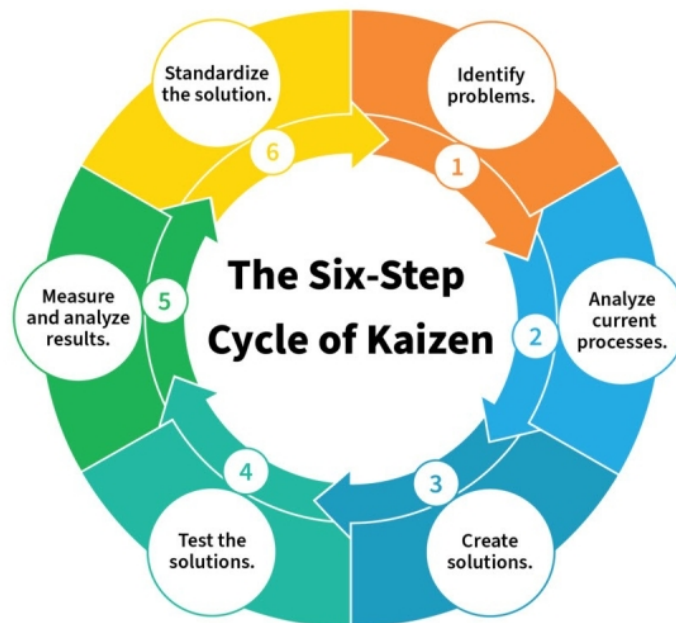 The Six-Step
Cycle of Kaizen
1
Identify
problems.
2
Analyze
current
processes.
3
Create
solutions.
4
Test the
solutions.
5
Measure
and analyze
results.
6
Standardize
the solution.